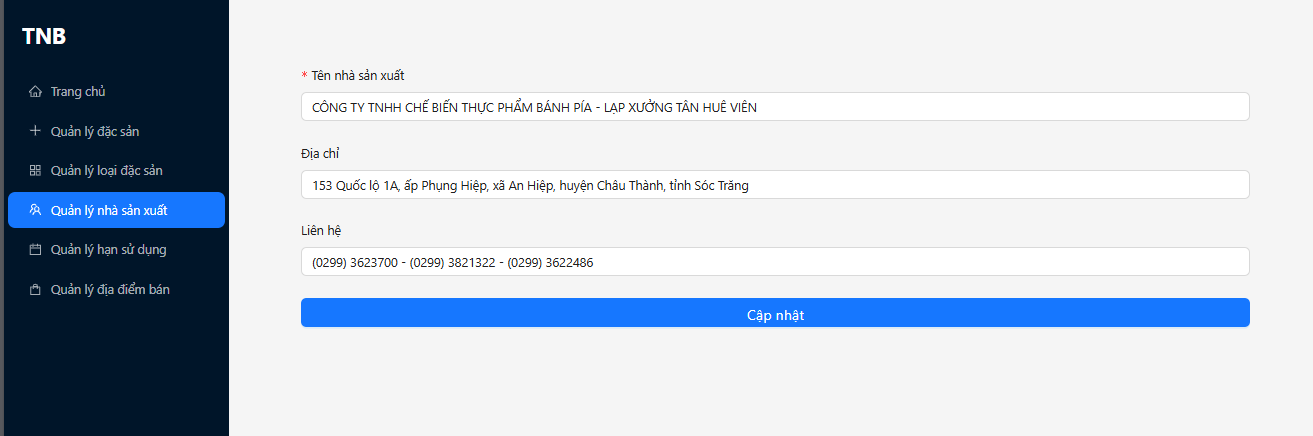 TNB
Trang chủ
Quản lý đặc sản
Quản lý loại đặc sản
Quản lý nhà sản xuất
Quản lý hạn sử dụng
Quản lý địa điểm bán
* Tên nhà sản xuất
CÔNG TY TNHH CHẾ BIẾN THỰC PHẨM BÁNH PÍA - LẠP XƯỞNG TÂN HUÊ VIÊN
Địa chỉ
153 Quốc lộ 1A, ấp Phụng Hiệp, xã An Hiệp, huyện Châu Thành, tỉnh Sóc Trăng
Liên hệ
(0299) 3623700 - (0299) 3821322 - (0299) 3622486
Cập nhật